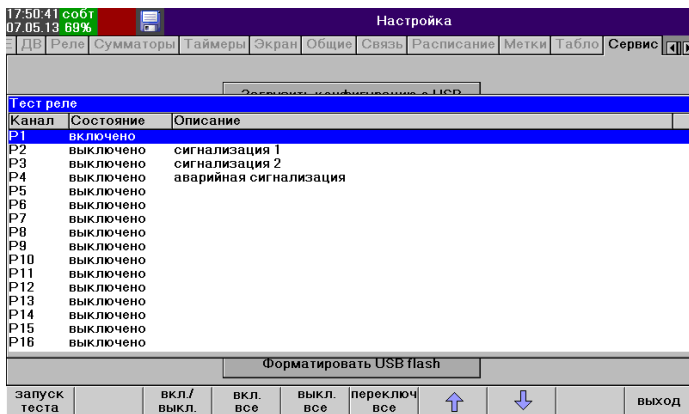 17:50:41 собт
07.05.13 69%
Настройка
ДВ Реле Сумматоры Таймеры Экран Общие Связь Расписание Метки Табло Сервис
Загрузить конфигурацию с USB
Тест реле
Канал Состояние Описание
P1 включено
P2 выключено сигнализация 1
P3 выключено сигнализация 2
P4 выключено аварийная сигнализация
P5 выключено
P6 выключено
P7 выключено
P8 выключено
P9 выключено
P10 выключено
P11 выключено
P12 выключено
P13 выключено
P14 выключено
P15 выключено
P16 выключено
Форматировать USB flash
запуск теста
вкл./ выкл.
вкл. все
выкл. все
переключ все
выход